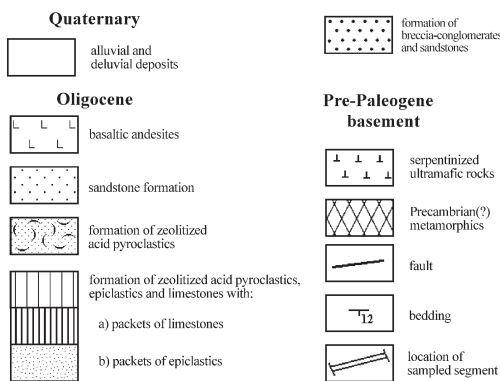 Quaternary
alluvial and
deluvial deposits
Oligocene
basaltic andesites
sandstone formation
formation of zeolitized
acid pyroclastics
formation of zeolitized acid pyroclastics,
epiclastics and limestones with:
a) packets of limestones
b) packets of epiclastics
formation of
breccia-conglomerates
and sandstones
Pre-Paleogene
basement
serpentinized
ultramafic rocks
Precambrian(?)
metamorphics
fault
12
bedding
location of
sampled segment